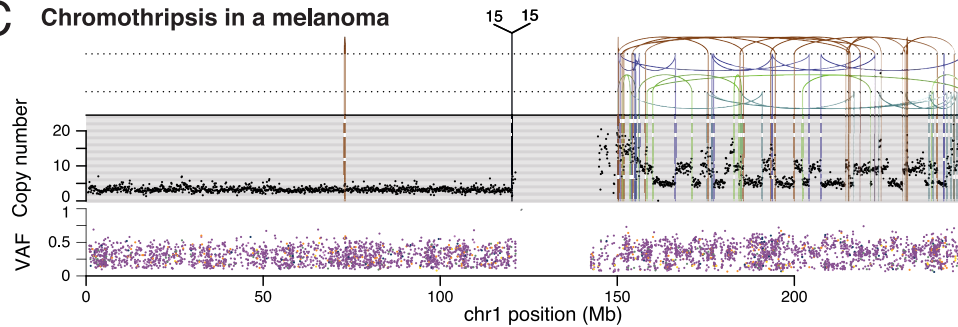 C Chromothripsis in a melanoma
15 15
Copy number
20
10
0
VAF
1
0.5
0
0 50 100 150 200
chr1 position (Mb)